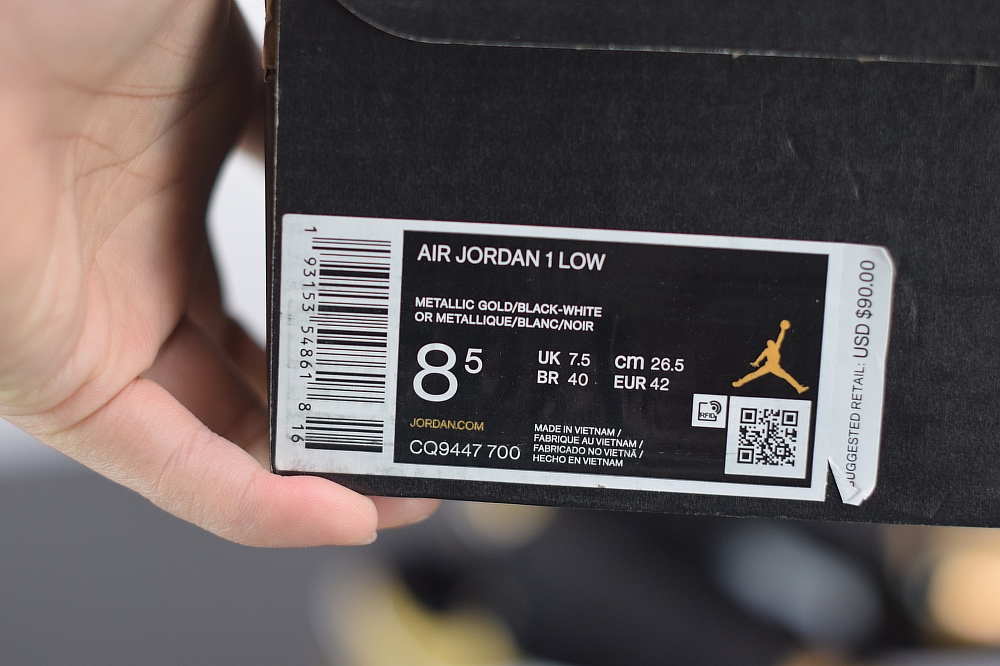 AIR JORDAN 1 LOW
METALLIC GOLD/BLACK-WHITE
OR METALLIQUE/BLANC/NOIR
8 5
UK 7.5 cm 26.5
BR 40 EUR 42
JORDAN.COM
CQ9447 700
MADE IN VIETNAM /
FABRIQUE AU VIETNAM /
FABRICADO NO VIETNÃ /
HECHO EN VIETNAM
RFID
1 93153 54861 8 16
SUGGESTED RETAIL: USD $90.00